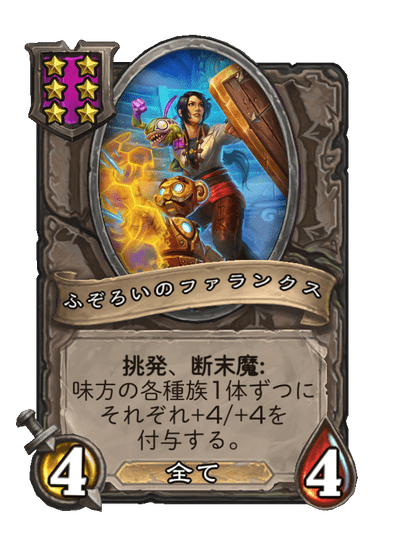 ふぞろいのファランクス
挑発、断末魔:
味方の各種族1体ずつに
それぞれ+4/+4を
付与する。
4
全て
4